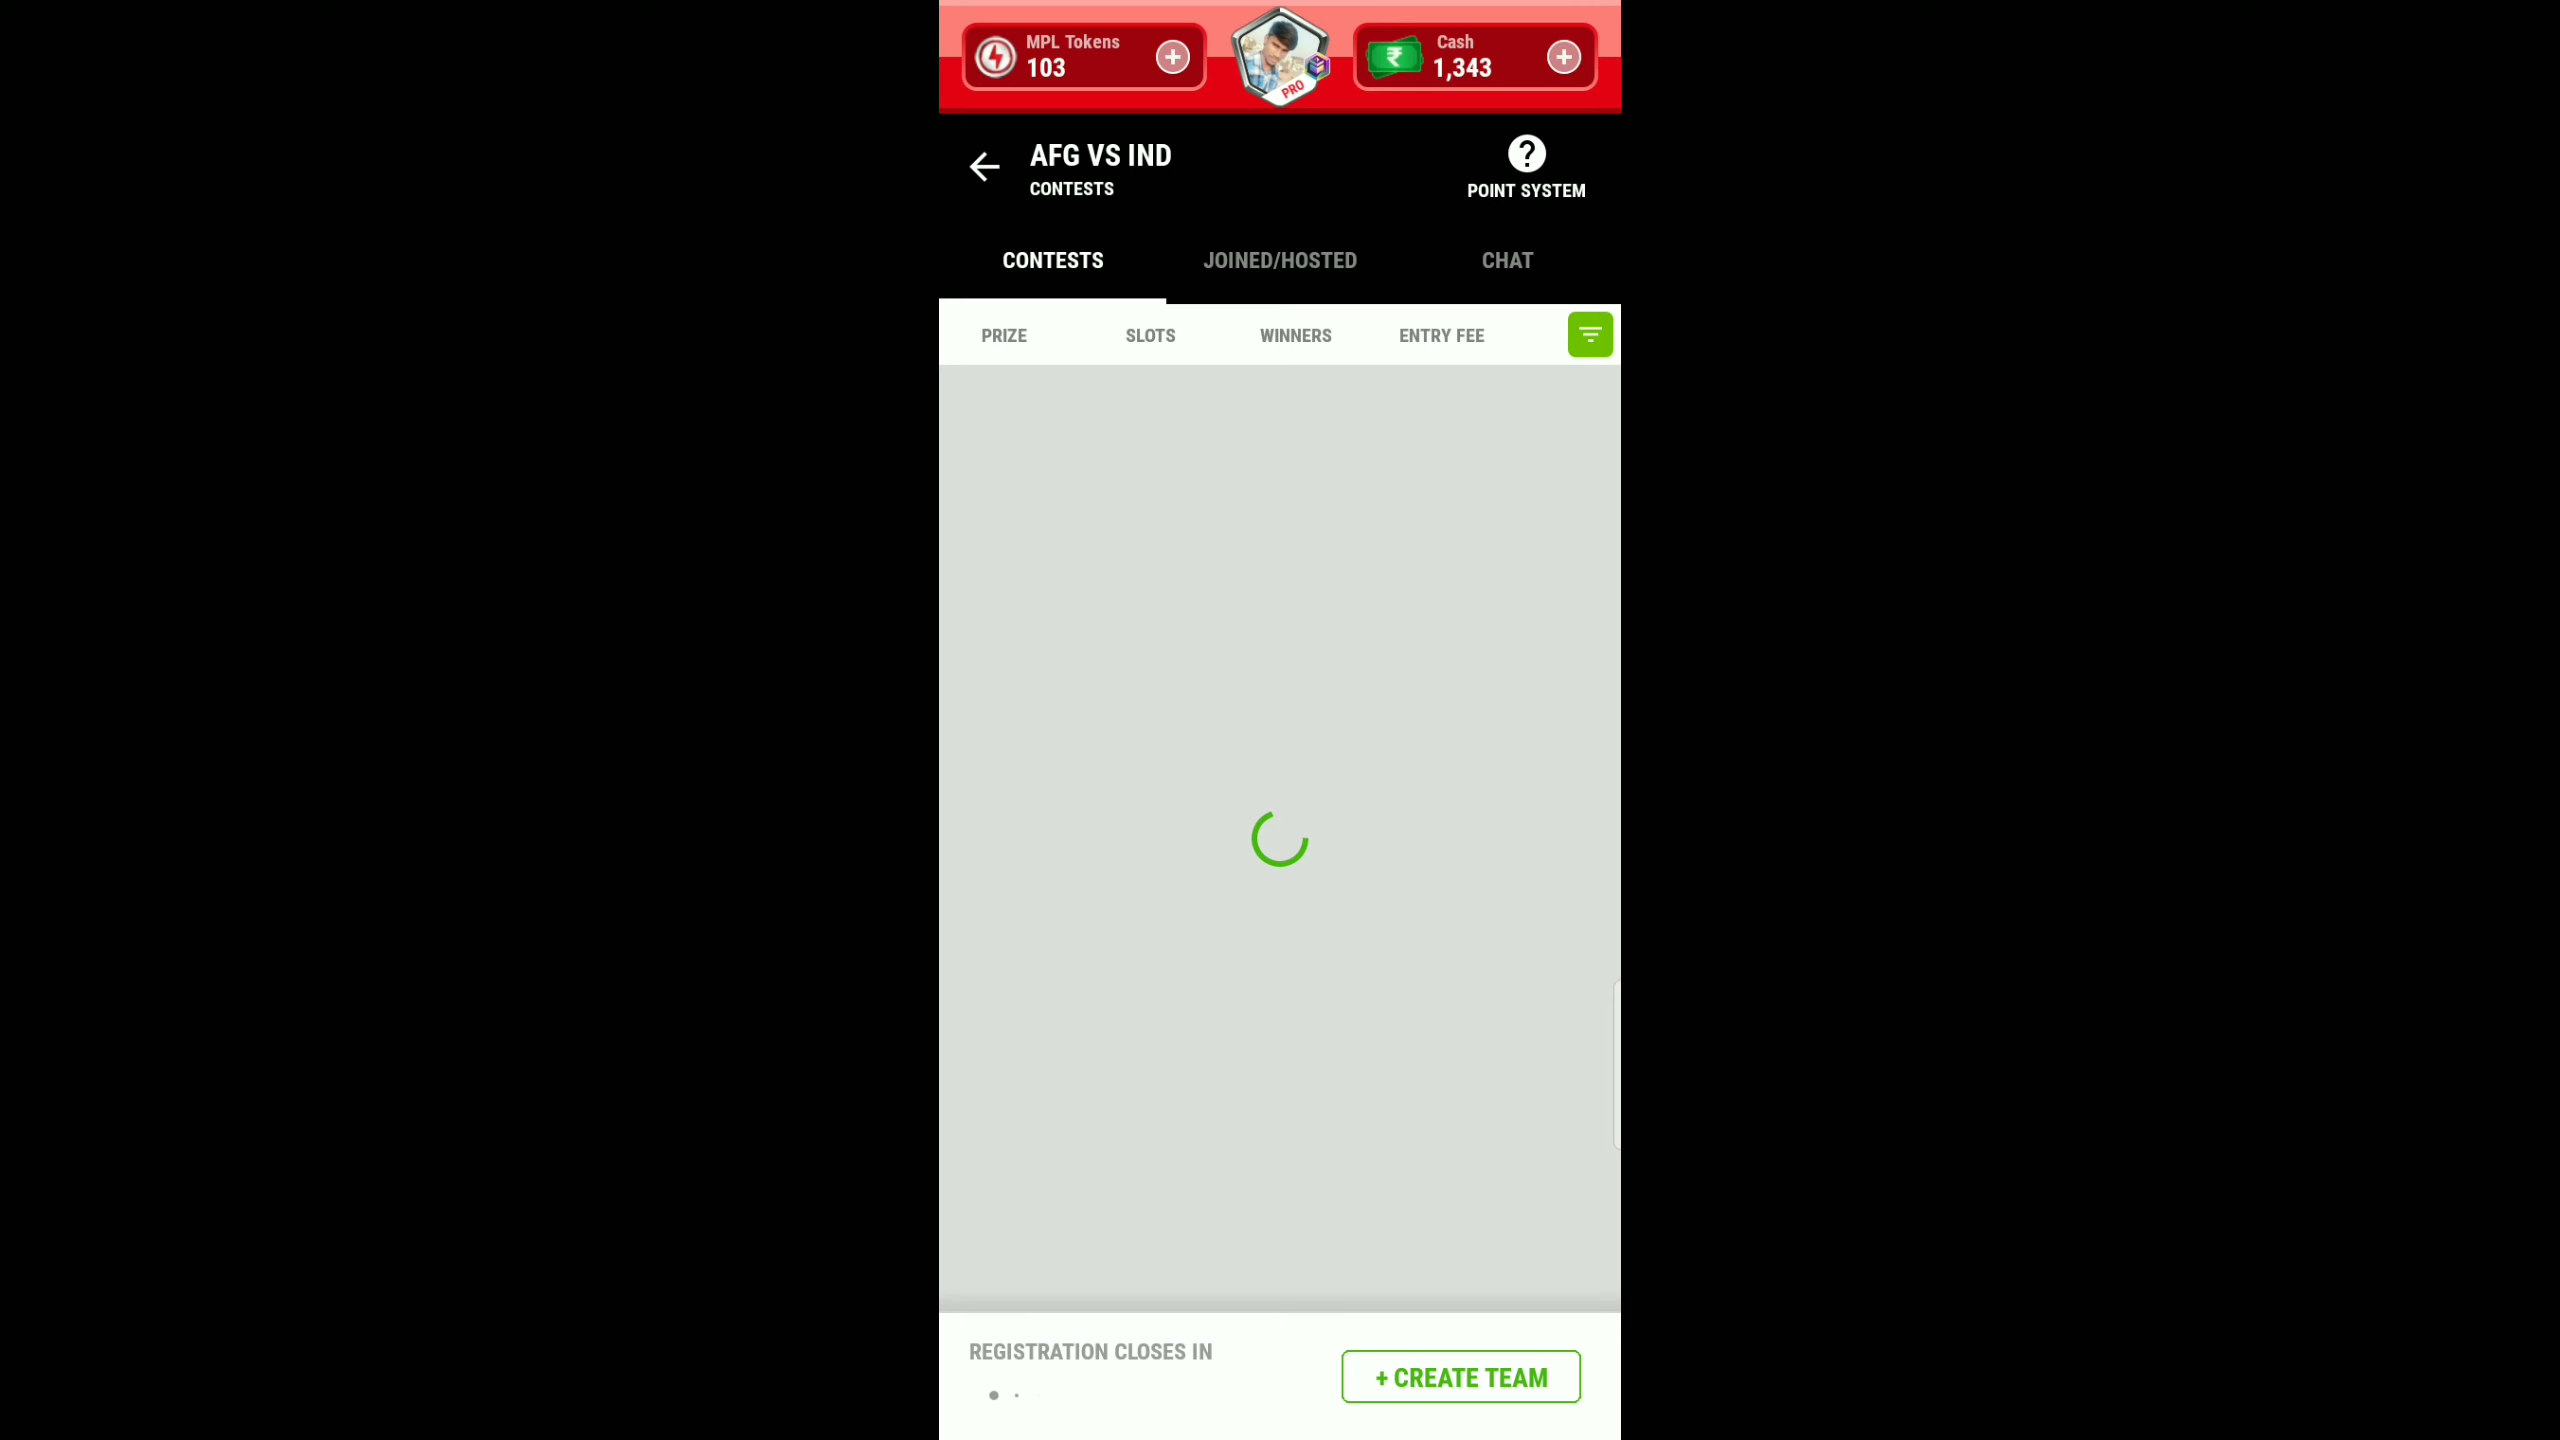 MPL Tokens
103
PRO
Cash
1,343
AFG VS IND
CONTESTS
POINT SYSTEM
CONTESTS
JOINED/HOSTED
CHAT
PRIZE
SLOTS
WINNERS
ENTRY FEE
REGISTRATION CLOSES IN
+ CREATE TEAM